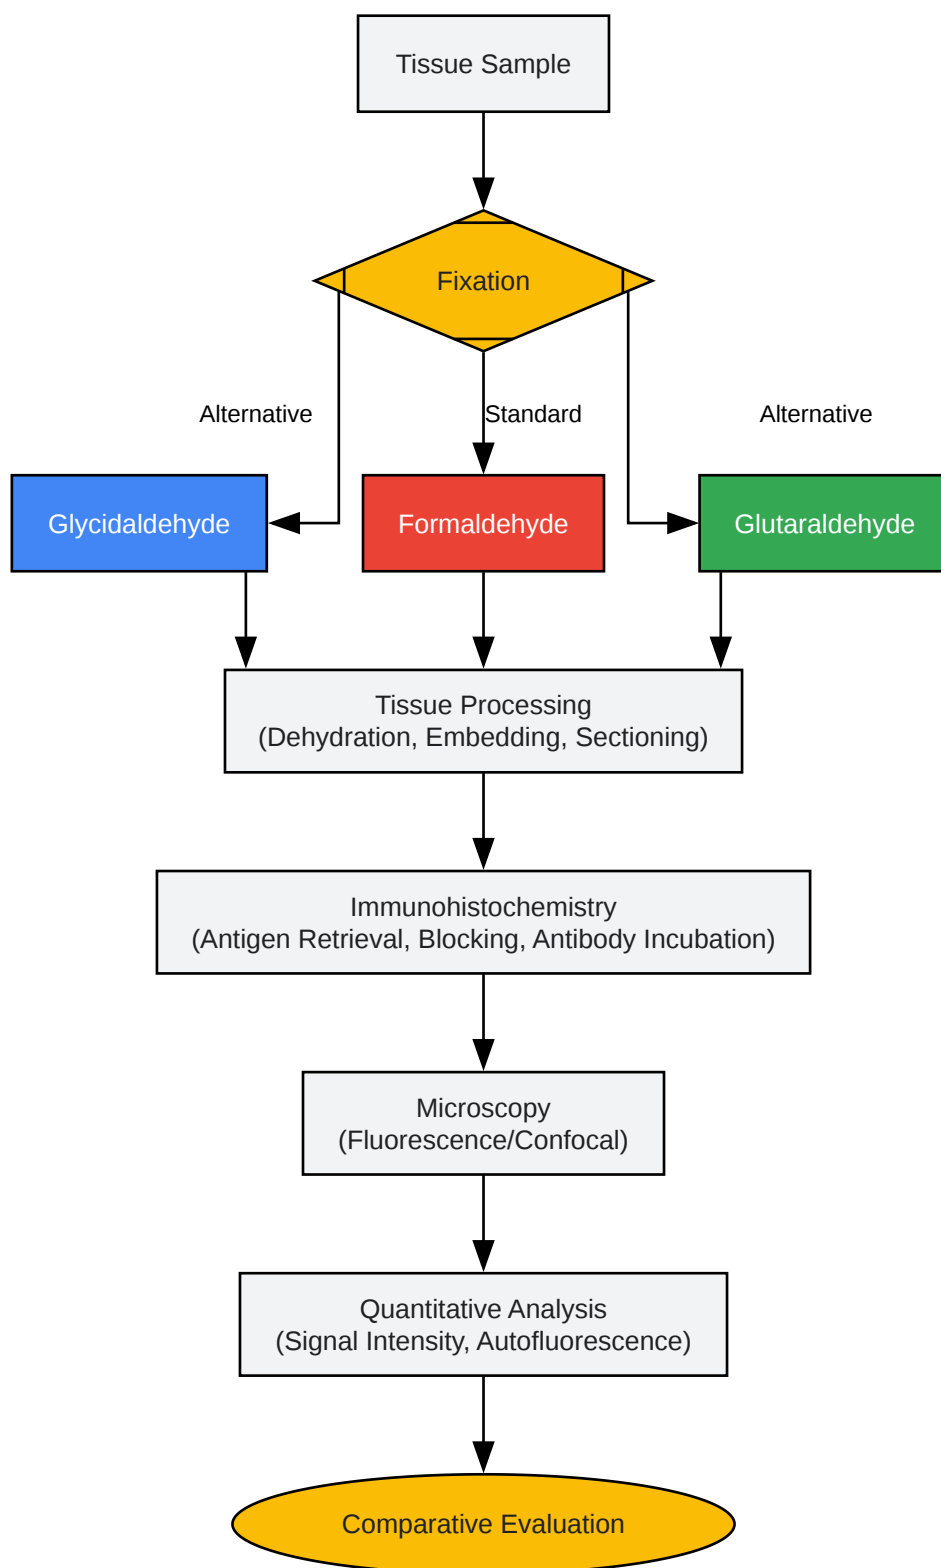 Tissue Sample
Fixation
Alternative
Standard
Alternative
Glycidaldehyde
Formaldehyde
Glutaraldehyde
Tissue Processing
(Dehydration, Embedding, Sectioning)
Immunohistochemistry
(Antigen Retrieval, Blocking, Antibody Incubation)
Microscopy
(Fluorescence/Confocal)
Quantitative Analysis
(Signal Intensity, Autofluorescence)
Comparative Evaluation